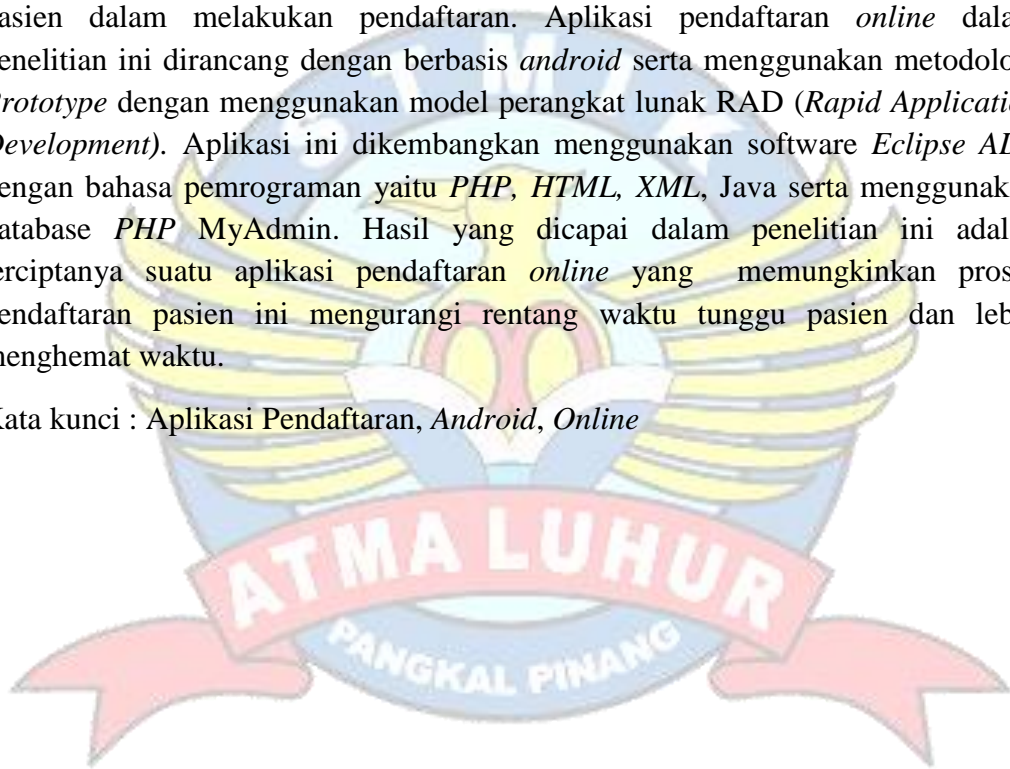 pasien dalam melakukan pendaftaran. Aplikasi pendaftaran online dala
penelitian ini dirancang dengan berbasis android serta menggunakan metodolo
Prototype dengan menggunakan model perangkat lunak RAD (Rapid Applicatio
Development). Aplikasi ini dikembangkan menggunakan software Eclipse AD
dengan bahasa pemrograman yaitu PHP, HTML, XML, Java serta menggunak
database PHP MyAdmin. Hasil yang dicapai dalam penelitian ini adal
terciptanya suatu aplikasi pendaftaran online yang memungkinkan pros
pendaftaran pasien ini mengurangi rentang waktu tunggu pasien dan leb
menghemat waktu.
Kata kunci : Aplikasi Pendaftaran, Android, Online
STMIK
ATMA LUHUR
PANGKAL PINANG